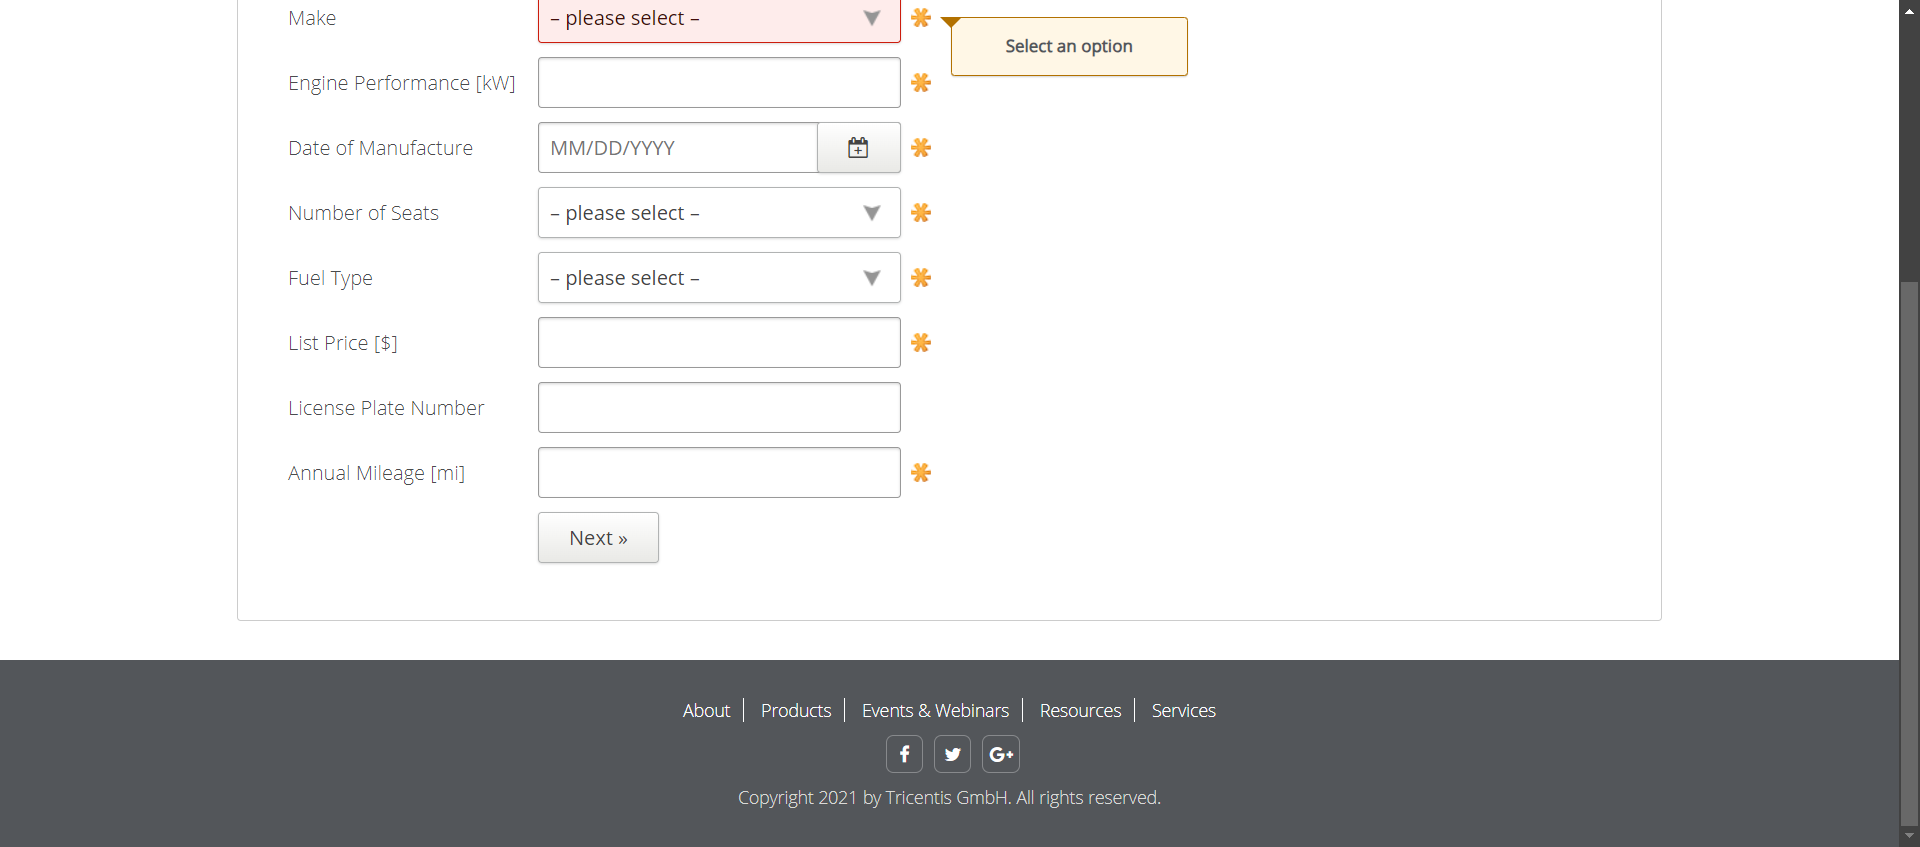 Make
– please select –
Select an option
Engine Performance [kW]
Date of Manufacture
MM/DD/YYYY
Number of Seats
– please select –
Fuel Type
– please select –
List Price [$]
License Plate Number
Annual Mileage [mi]
Next »
About Products Events & Webinars Resources Services
f G+
Copyright 2021 by Tricentis GmbH. All rights reserved.